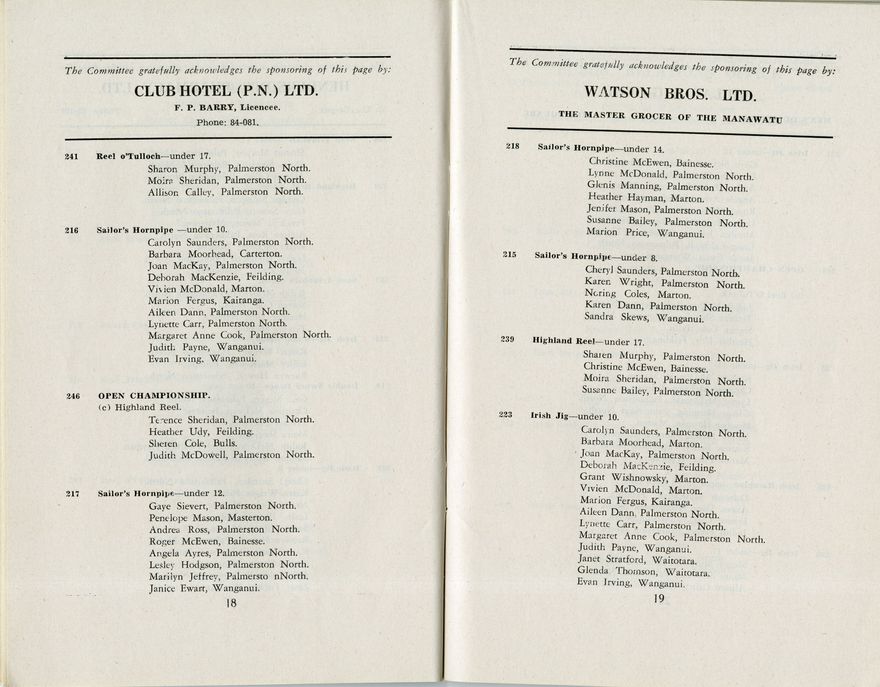 The Committee gratefully acknowledges the sponsoring of this page by:
CLUB HOTEL (P.N.) LTD.
F. P. BARRY, Licencee.
Phone: 84-081.
241 Reel o'Tulloch—under 17.
Sharon Murphy, Palmerston North.
Moira Sheridan, Palmerston North.
Allison Calley, Palmerston North.
216 Sailor's Hornpipe —under 10.
Carolyn Saunders, Palmerston North.
Barbara Moorhead, Carterton.
Joan MacKay, Palmerston North.
Deborah MacKenzie, Feilding.
Vivien McDonald, Marton.
Marion Fergus, Kairanga.
Aileen Dann, Palmerston North.
Lynette Carr, Palmerston North.
Margaret Anne Cook, Palmerston North.
Judith Payne, Wanganui.
Evan Irving, Wanganui.
246 OPEN CHAMPIONSHIP.
(c) Highland Reel.
Terence Sheridan, Palmerston North.
Heather Udy, Feilding.
Sheren Cole, Bulls.
Judith McDowell, Palmerston North.
217 Sailor's Hornpipe—under 12.
Gaye Sievert, Palmerston North.
Penelope Mason, Masterton.
Andrea Ross, Palmerston North.
Roger McEwen, Bainesse.
Angela Ayres, Palmerston North.
Lesley Hodgson, Palmerston North.
Marilyn Jeffrey, Palmersto nNorth.
Janice Ewart, Wanganui.
18
The Committee gratefully acknowledges the sponsoring of this page by:
WATSON BROS. LTD.
THE MASTER GROCER OF THE MANAWATU
218 Sailor's Hornpipe—under 14.
Christine McEwen, Bainesse.
Lynne McDonald, Palmerston North.
Glenis Manning, Palmerston North.
Heather Hayman, Marton.
Jenifer Mason, Palmerston North.
Susanne Bailey, Palmerston North.
Marion Price, Wanganui.
215 Sailor's Hornpipe—under 8.
Cheryl Saunders, Palmerston North.
Karen Wright, Palmerston North.
Noring Coles, Marton.
Karen Dann, Palmerston North.
Sandra Skews, Wanganui.
239 Highland Reel—under 17.
Sharen Murphy, Palmerston North.
Christine McEwen, Bainesse.
Moira Sheridan, Palmerston North.
Susanne Bailey, Palmerston North.
223 Irish Jig—under 10.
Carolyn Saunders, Palmerston North.
Barbara Moorhead, Marton.
Joan MacKay, Palmerston North.
Deborah MacKenzie, Feilding.
Grant Wishnowsky, Marton.
Vivien McDonald, Marton.
Marion Fergus, Kairanga.
Aileen Dann, Palmerston North.
Lynette Carr, Palmerston North.
Margaret Anne Cook, Palmerston North.
Judith Payne, Wanganui.
Janet Stratford, Waitotara.
Glenda Thomson, Waitotara.
Evan Irving, Wanganui.
19